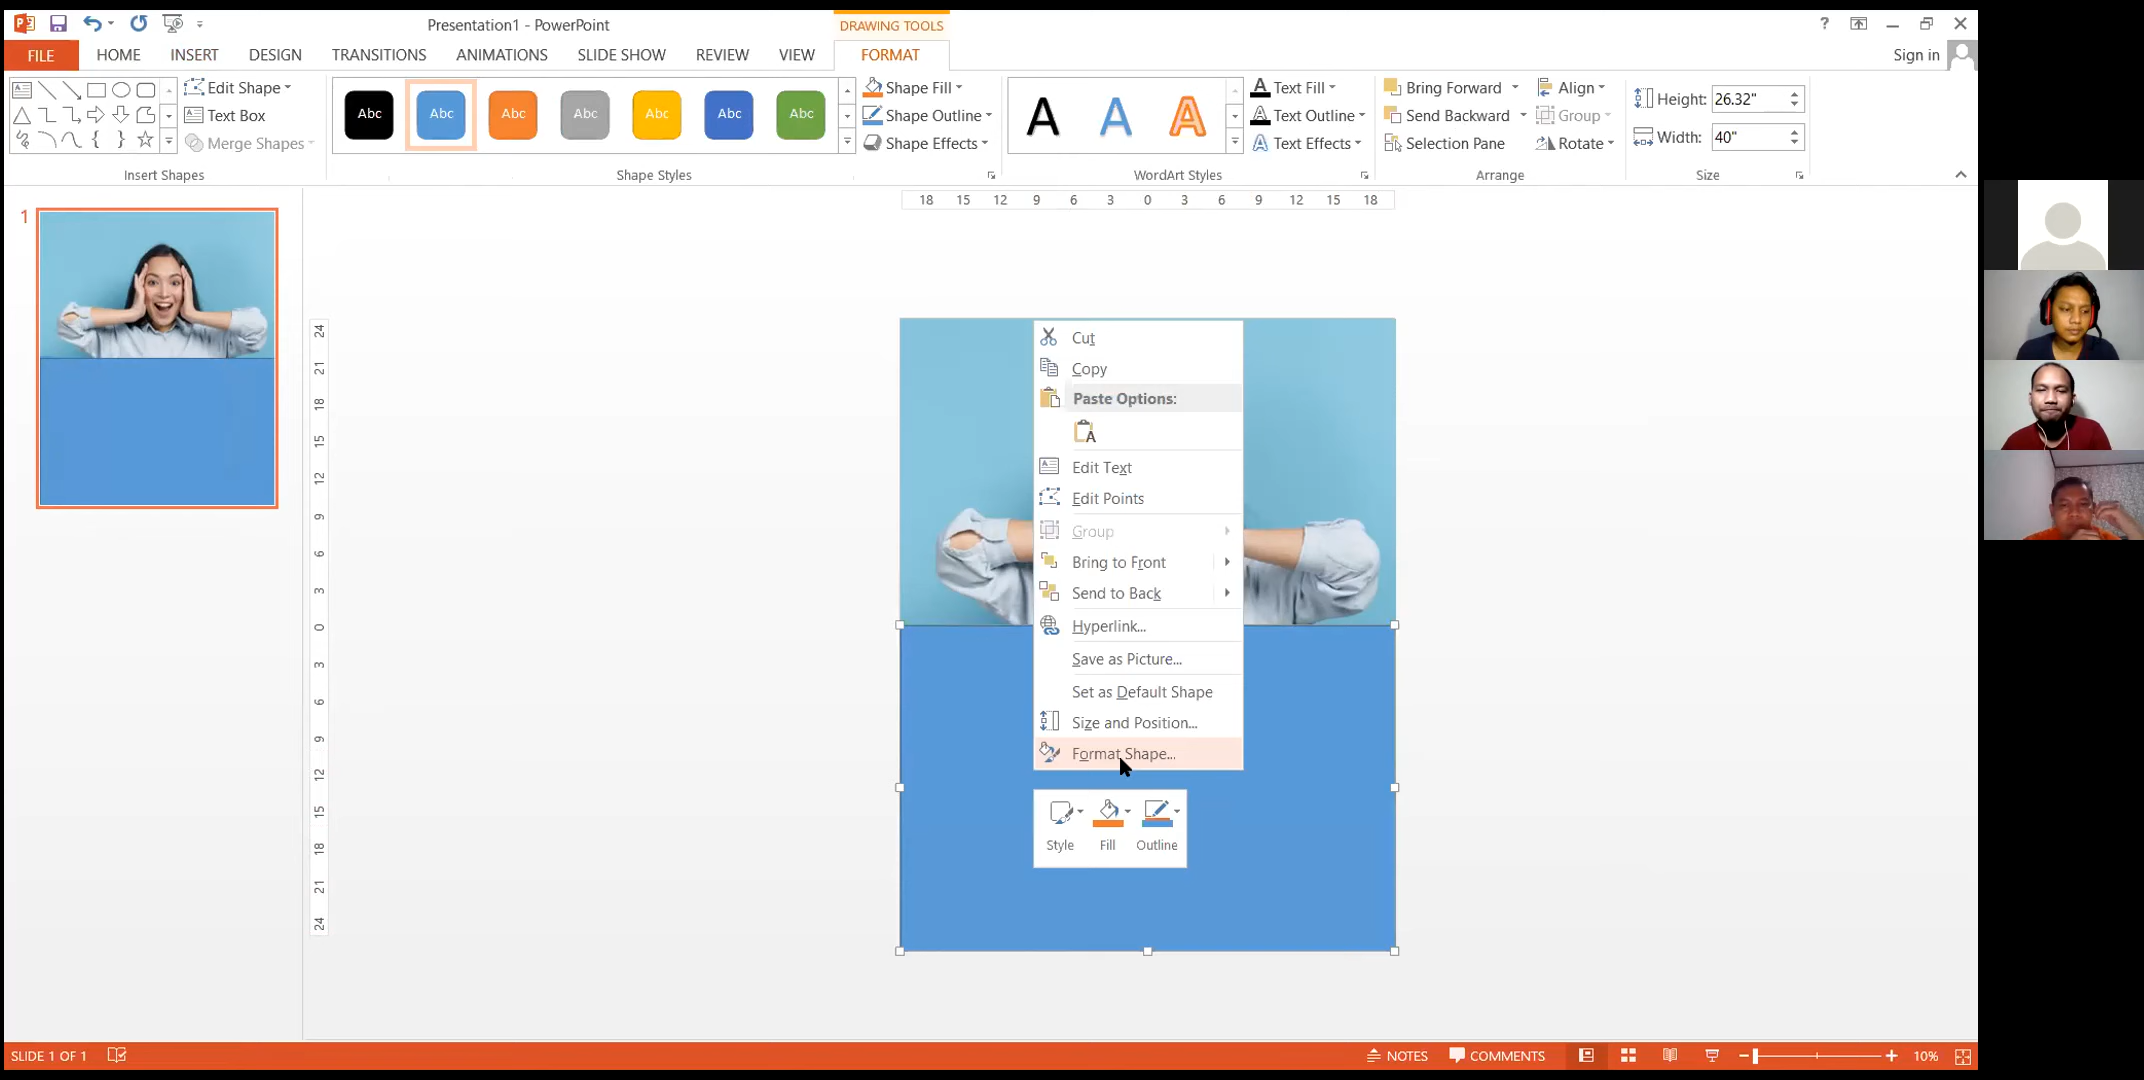 Presentation1 - PowerPoint
DRAWING TOOLS
?
FILE
HOME
INSERT
DESIGN
TRANSITIONS
ANIMATIONS
SLIDE SHOW
REVIEW
VIEW
FORMAT
Sign in
Edit Shape
Text Box
Merge Shapes
Insert Shapes
Abc
Abc
Abc
Abc
Abc
Abc
Abc
Shape Styles
Shape Fill
Shape Outline
Shape Effects
A
A
A
WordArt Styles
Text Fill
Text Outline
Text Effects
Bring Forward
Send Backward
Selection Pane
Align
Group
Rotate
Arrange
Height: 26.32"
Width: 40"
Size
18 15 12 9 6 3 0 3 6 9 12 15 18
1
24
21
18
15
12
9
6
3
0
3
6
9
12
15
18
21
24
Cut
Copy
Paste Options:
Edit Text
Edit Points
Group
Bring to Front
Send to Back
Hyperlink...
Save as Picture...
Set as Default Shape
Size and Position...
Format Shape...
Style Fill Outline
SLIDE 1 OF 1
NOTES
COMMENTS
10%